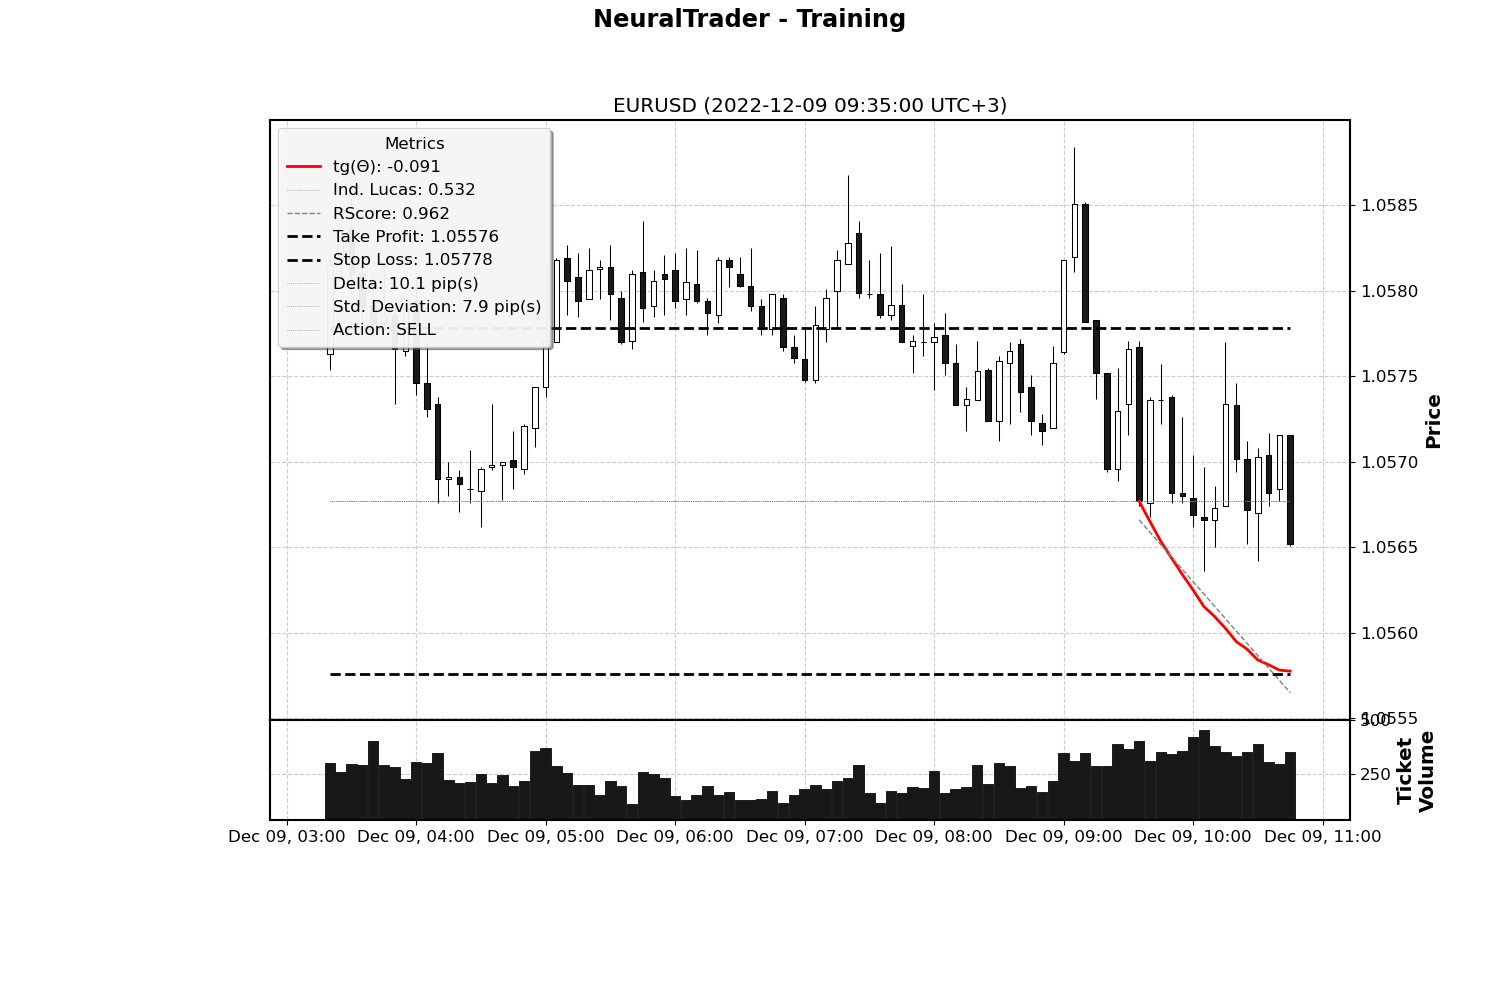 NeuralTrader - Training
EURUSD (2022-12-09 09:35:00 UTC+3)
Metrics
tg(Θ): -0.091
Ind. Lucas: 0.532
RScore: 0.962
Take Profit: 1.05576
Stop Loss: 1.05778
Delta: 10.1 pip(s)
Std. Deviation: 7.9 pip(s)
Action: SELL
1.0585
1.0580
1.0575
1.0570
1.0565
1.0560
1.0555
Price
500
250
Ticket
Volume
Dec 09, 03:00
Dec 09, 04:00
Dec 09, 05:00
Dec 09, 06:00
Dec 09, 07:00
Dec 09, 08:00
Dec 09, 09:00
Dec 09, 10:00
Dec 09, 11:00